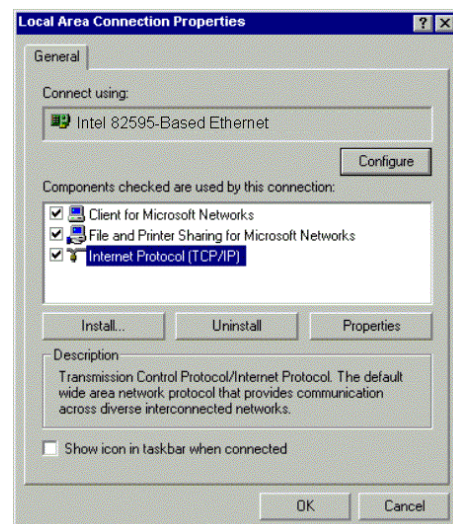 Local Area Connection Properties
General
Connect using:
Intel 82595-Based Ethernet
Configure
Components checked are used by this connection:
Client for Microsoft Networks
File and Printer Sharing for Microsoft Networks
Internet Protocol (TCP/IP)
Install... Uninstall Properties
Description
Transmission Control Protocol/Internet Protocol. The default
wide area network protocol that provides communication
across diverse interconnected networks.
Show icon in taskbar when connected
OK Cancel